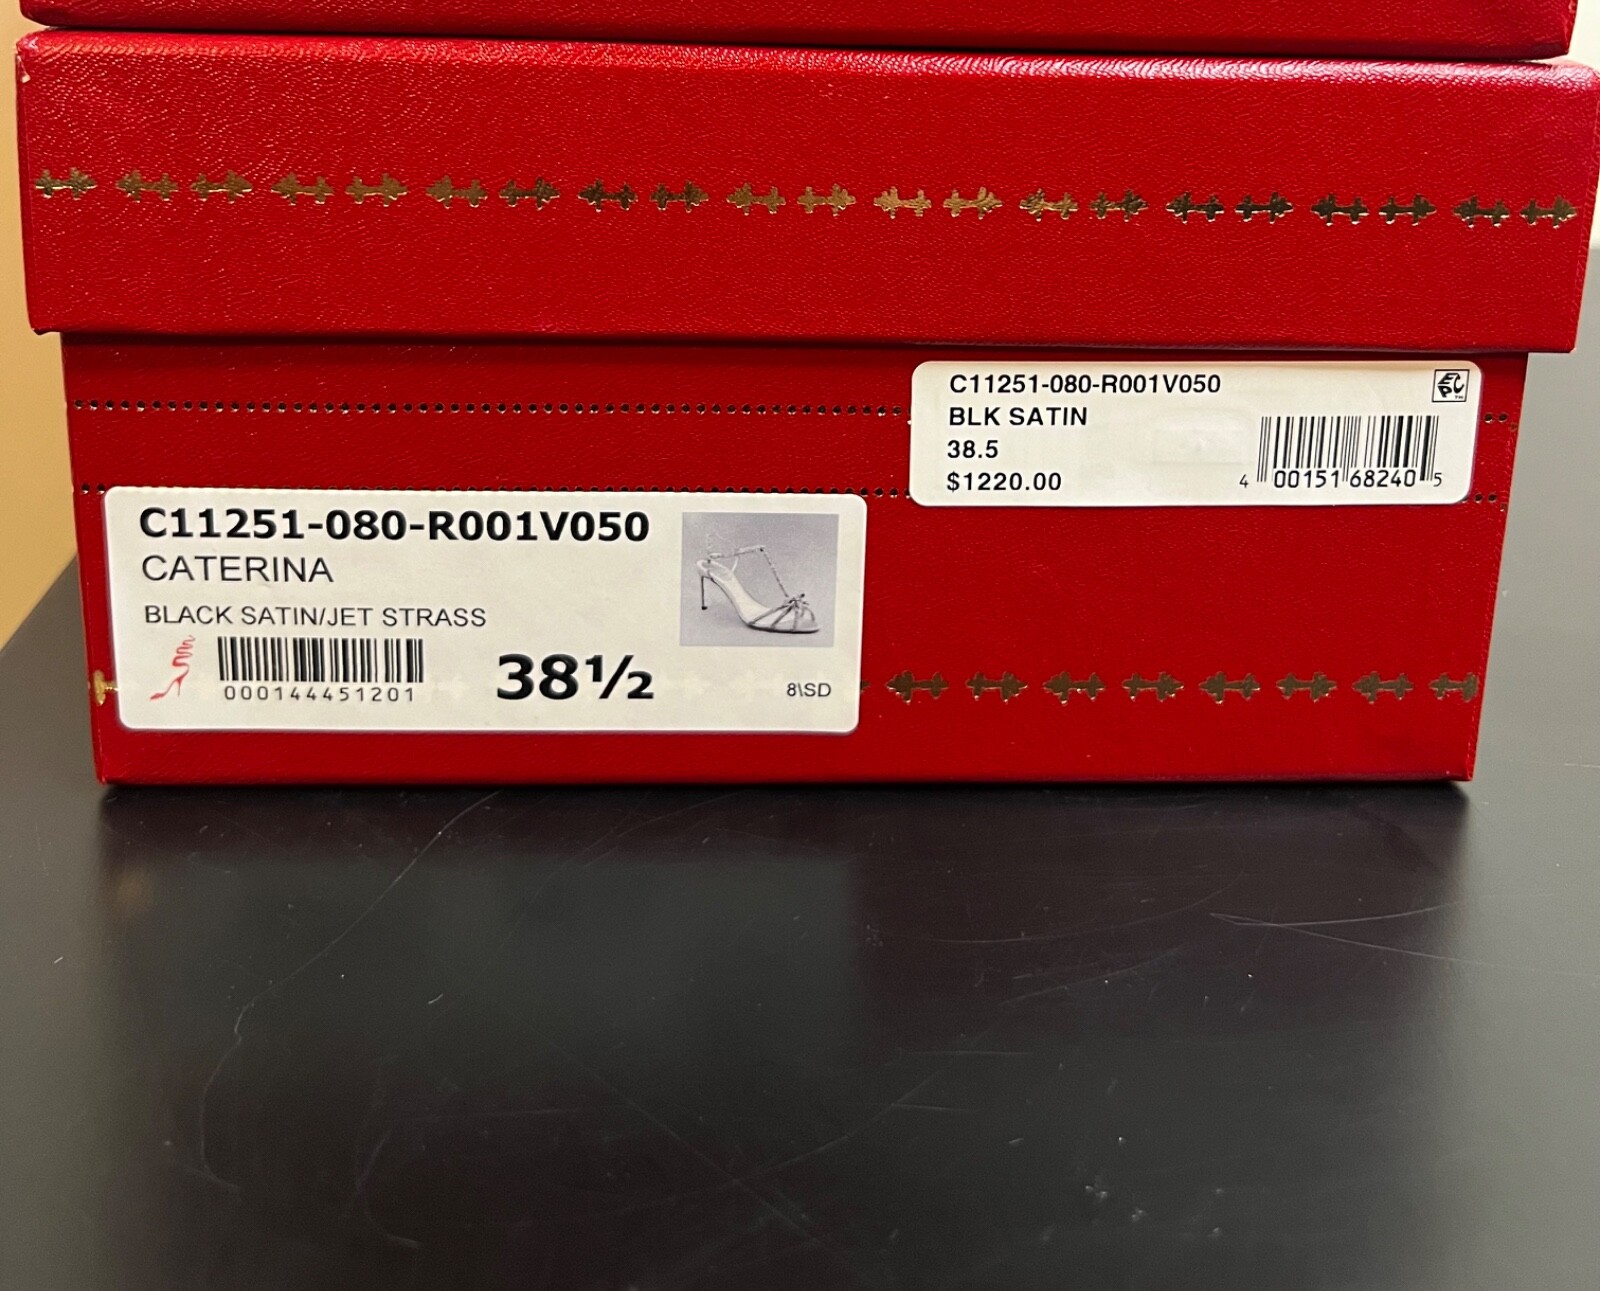 C11251-080-R001V050
BLK SATIN
38.5
$1220.00
4 00151 68240 5
C11251-080-R001V050
CATERINA
BLACK SATIN/JET STRASS
000144451201
38½
8\SD